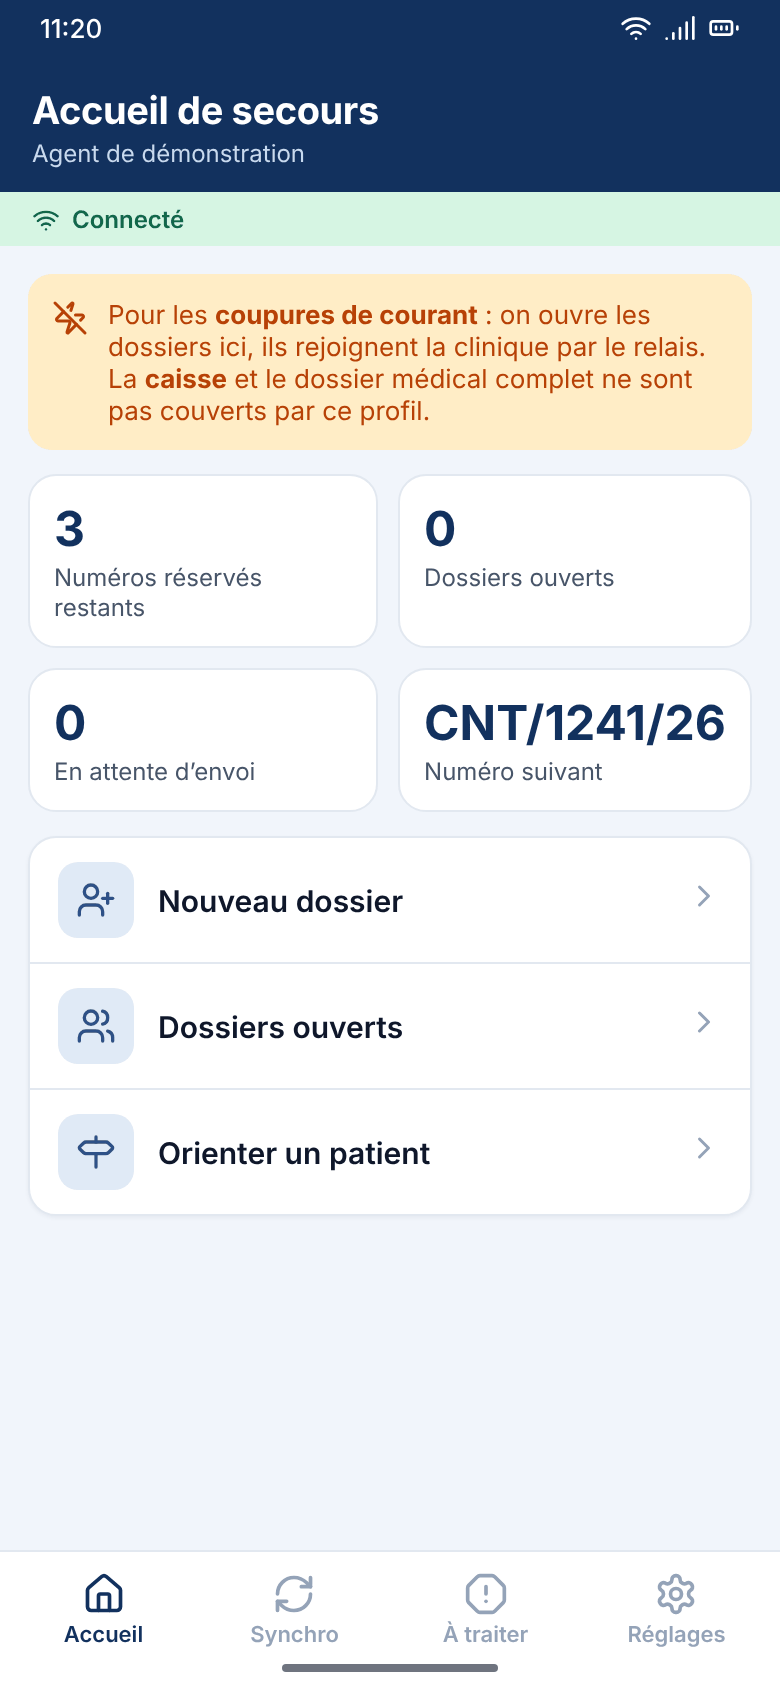 11:20
Accueil de secours
Agent de démonstration
Connecté
Pour les coupures de courant : on ouvre les
dossiers ici, ils rejoignent la clinique par le relais.
La caisse et le dossier médical complet ne sont
pas couverts par ce profil.
3
Numéros réservés
restants
0
Dossiers ouverts
0
En attente d’envoi
CNT/1241/26
Numéro suivant
Nouveau dossier
Dossiers ouverts
Orienter un patient
Accueil
Synchro
À traiter
Réglages